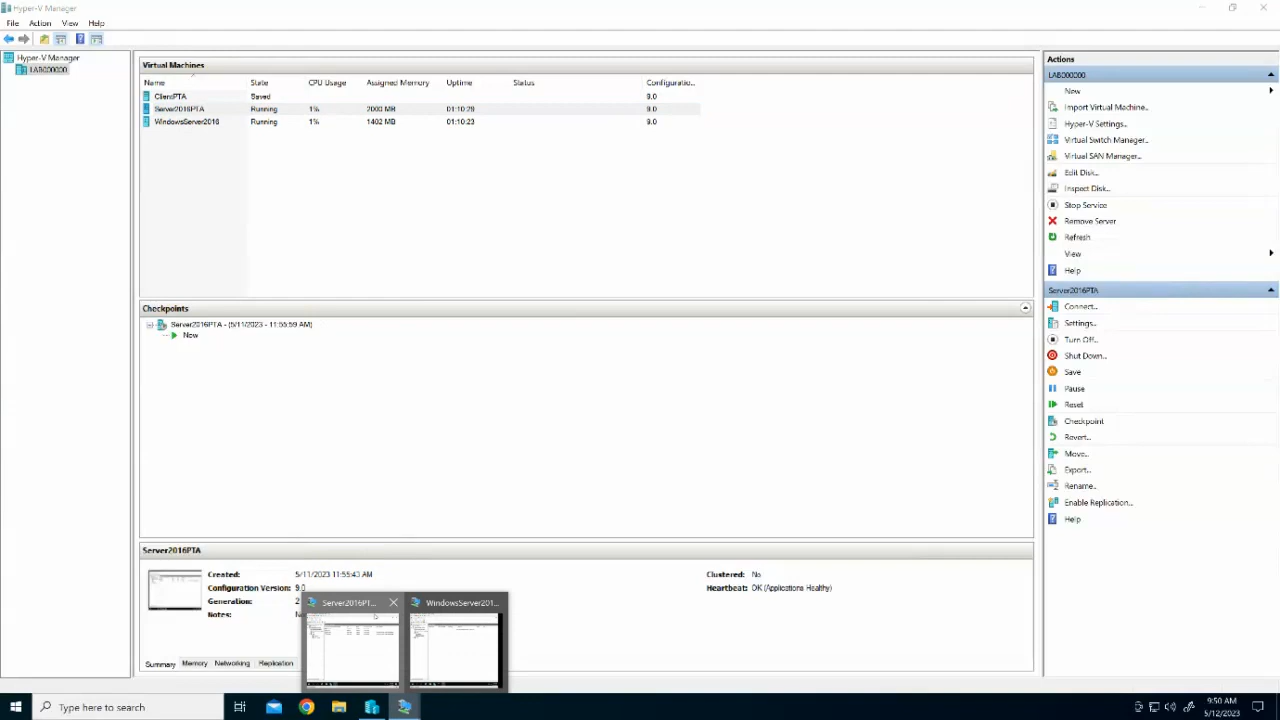 Hyper-V Manager
File Action View Help
Hyper-V Manager
LAB000000
Virtual Machines
Name State CPU Usage Assigned Memory Uptime Status Configuratio...
ClientPTA Saved 9.0
Server2016PTA Running 1% 2000 MB 01:10:28 9.0
WindowsServer2016 Running 1% 1402 MB 01:10:23 9.0
Checkpoints
Server2016PTA - (5/11/2023 - 11:55:59 AM)
Now
Server2016PTA
Created: 5/11/2023 11:55:43 AM Clustered: No
Configuration Version: 9.0 Heartbeat: OK (Applications Healthy)
Generation: 2
Notes:
Server2016PT... WindowsServer201...
Summary Memory Networking Replication
Actions
LAB000000
New
Import Virtual Machine...
Hyper-V Settings...
Virtual Switch Manager...
Virtual SAN Manager...
Edit Disk...
Inspect Disk...
Stop Service
Remove Server
Refresh
View
Help
Server2016PTA
Connect...
Settings...
Turn Off...
Shut Down...
Save
Pause
Reset
Checkpoint
Revert...
Move...
Export...
Rename...
Enable Replication...
Help
Type here to search
9:50 AM
5/12/2023